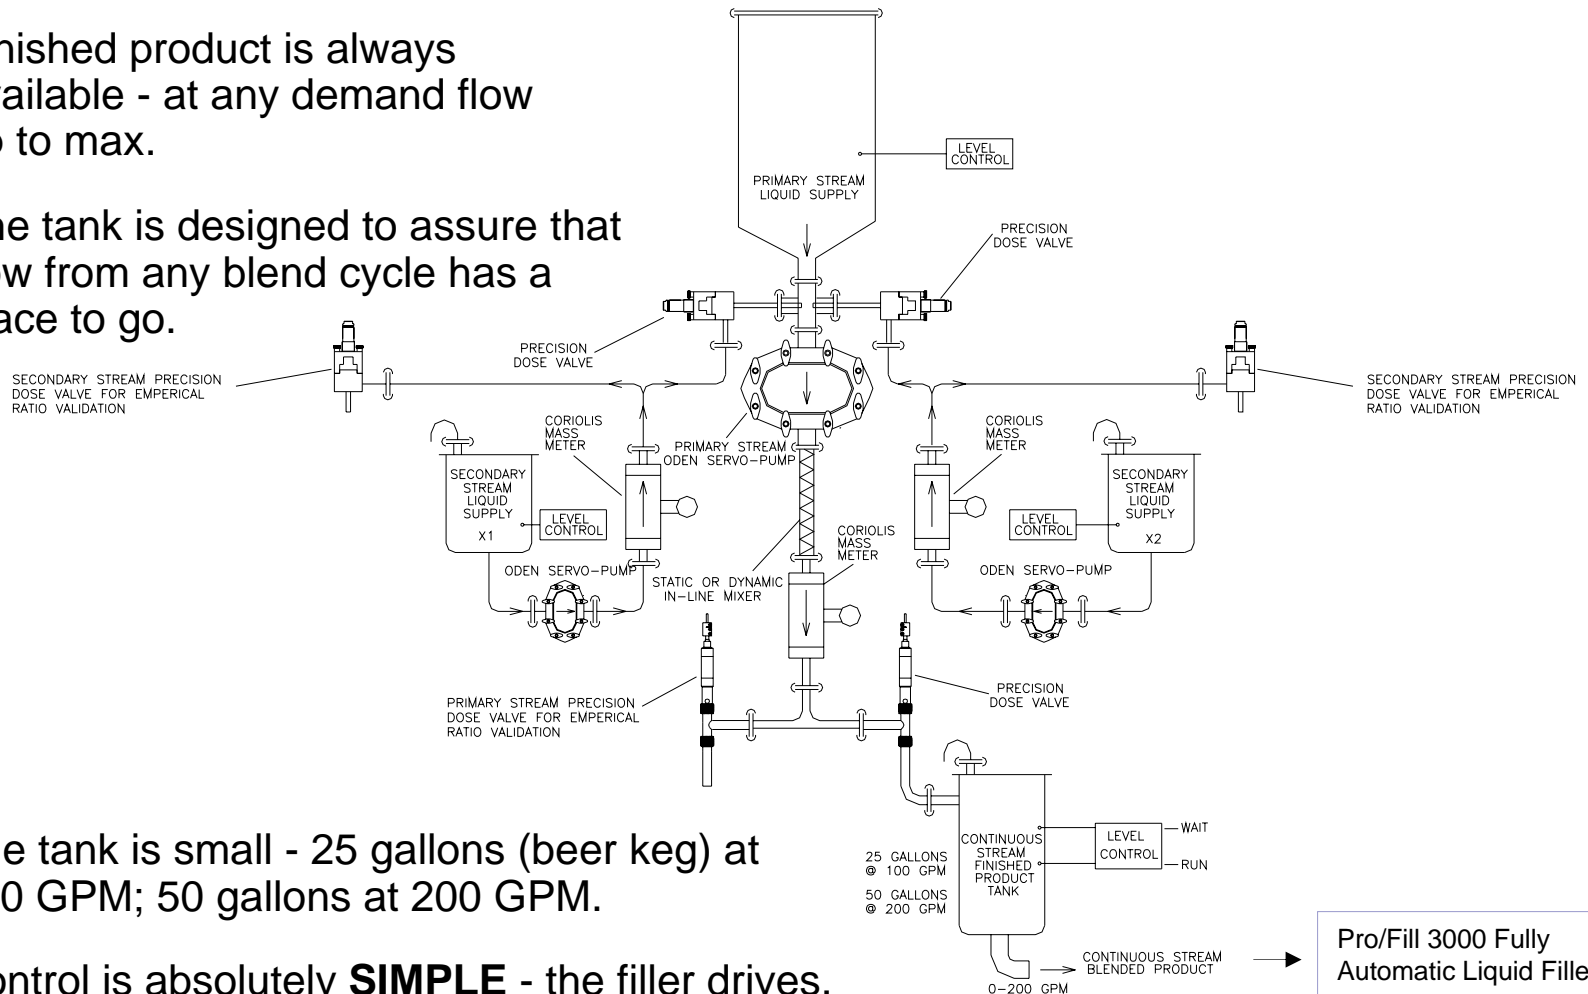 nished product is always
ailable - at any demand flow
to max.
e tank is designed to assure that
ow from any blend cycle has a
ace to go.
PRIMARY STREAM
LIQUID SUPPLY
LEVEL
CONTROL
PRECISION
DOSE VALVE
PRECISION
DOSE VALVE
SECONDARY STREAM PRECISION
DOSE VALVE FOR EMPERICAL
RATIO VALIDATION
SECONDARY STREAM PRECISION
DOSE VALVE FOR EMPERICAL
RATIO VALIDATION
CORIOLIS
MASS
METER
PRIMARY STREAM
ODEN SERVO-PUMP
CORIOLIS
MASS
METER
SECONDARY
STREAM
LIQUID
SUPPLY
X1
LEVEL
CONTROL
SECONDARY
STREAM
LIQUID
SUPPLY
X2
LEVEL
CONTROL
CORIOLIS
MASS
METER
ODEN SERVO-PUMP
STATIC OR DYNAMIC
IN-LINE MIXER
ODEN SERVO-PUMP
PRIMARY STREAM PRECISION
DOSE VALVE FOR EMPERICAL
RATIO VALIDATION
PRECISION
DOSE VALVE
e tank is small - 25 gallons (beer keg) at
0 GPM; 50 gallons at 200 GPM.
25 GALLONS
@ 100 GPM
50 GALLONS
@ 200 GPM
CONTINUOUS
STREAM
FINISHED
PRODUCT
TANK
LEVEL
CONTROL
WAIT
RUN
ontrol is absolutely SIMPLE - the filler drives.
CONTINUOUS STREAM
BLENDED PRODUCT
0-200 GPM
Pro/Fill 3000 Fully
Automatic Liquid Fille